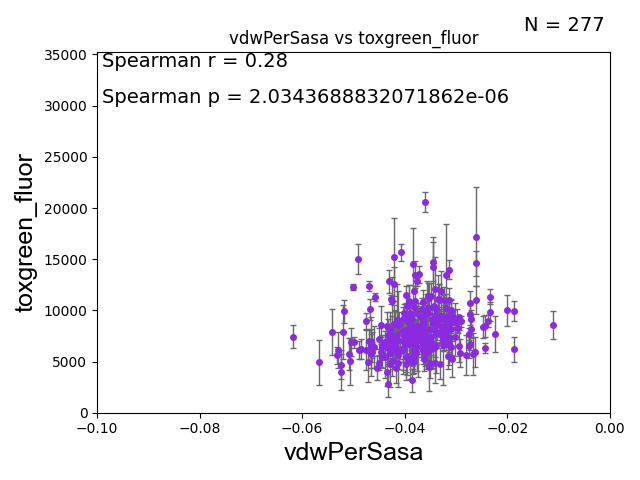 N = 277
vdwPerSasa vs toxgreen_fluor
Spearman r = 0.28
Spearman p = 2.0343688832071862e-06
toxgreen_fluor
35000
30000
25000
20000
15000
10000
5000
0
−0.10
−0.08
−0.06
−0.04
−0.02
0.00
vdwPerSasa